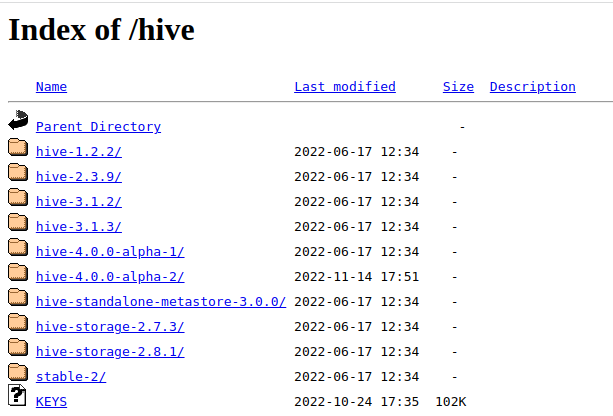 Index of /hive
Name Last modified Size Description
Parent Directory -
hive-1.2.2/ 2022-06-17 12:34 -
hive-2.3.9/ 2022-06-17 12:34 -
hive-3.1.2/ 2022-06-17 12:34 -
hive-3.1.3/ 2022-06-17 12:34 -
hive-4.0.0-alpha-1/ 2022-06-17 12:34 -
hive-4.0.0-alpha-2/ 2022-11-14 17:51 -
hive-standalone-metastore-3.0.0/ 2022-06-17 12:34 -
hive-storage-2.7.3/ 2022-06-17 12:34 -
hive-storage-2.8.1/ 2022-06-17 12:34 -
stable-2/ 2022-06-17 12:34 -
? KEYS 2022-10-24 17:35 102K